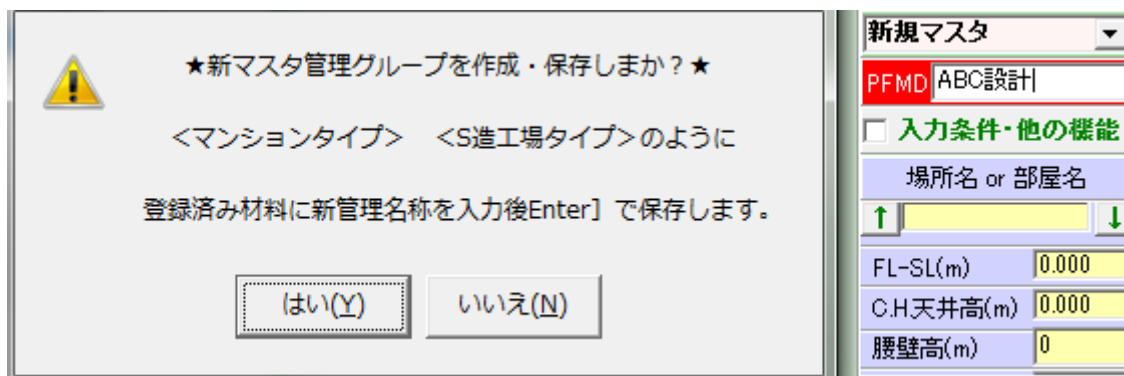 ★新マスタ管理グループを作成・保存しまか？★
＜マンションタイプ＞　＜S造工場タイプ＞のように
登録済み材料に新管理名称を入力後Enter］で保存します。
はい(Y)
いいえ(N)
新規マスタ
PFMD ABC設計
入力条件・他の機能
場所名 or 部屋名
↑ ↓
FL-SL(m) 0.000
C.H.天井高(m) 0.000
腰壁高(m) 0